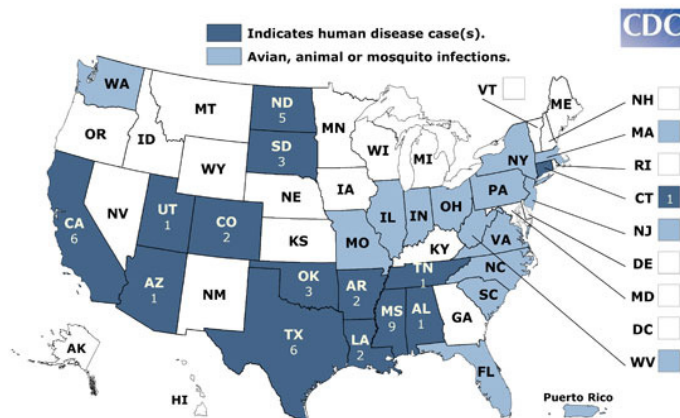 Indicates human disease case(s).
Avian, animal or mosquito infections.
CDC
WA
MT
ND
5
MN
VT
ME
NH
OR
ID
SD
3
WI
MI
NY
MA
WY
RI
IA
PA
NE
CT
1
NV
UT
1
CO
2
IL
IN
OH
NJ
CA
6
KS
MO
KY
VA
DE
AZ
1
NM
OK
3
AR
2
TN
1
NC
MD
SC
MS
9
AL
1
GA
DC
TX
6
LA
2
AK
FL
WV
HI
Puerto Rico